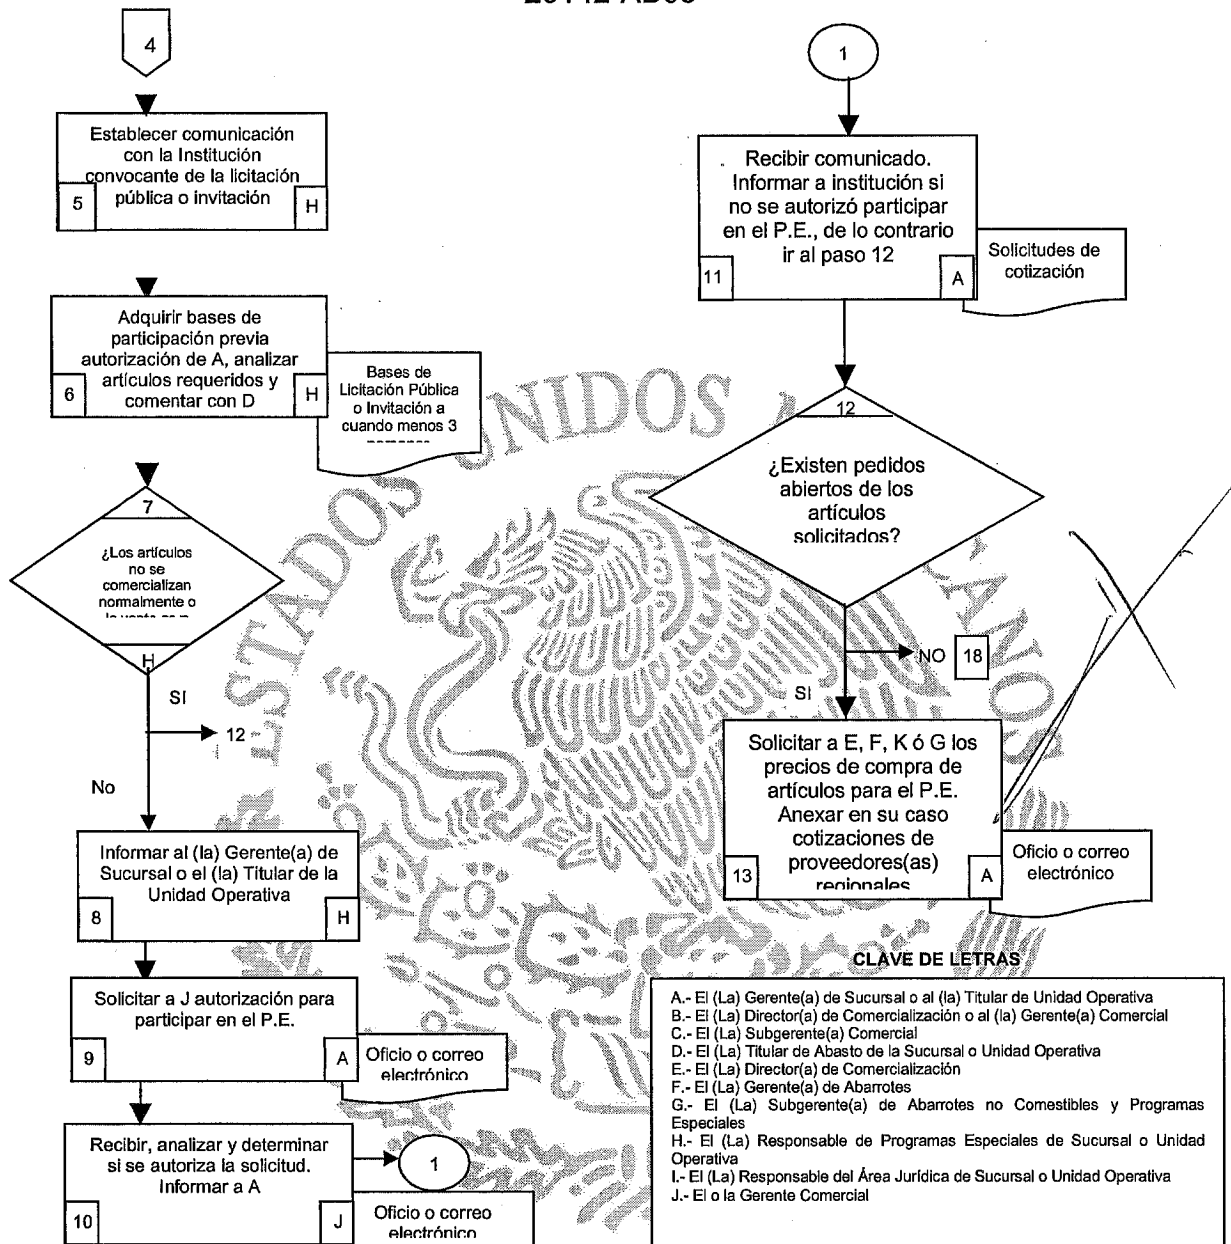 4
Establecer comunicación
con la Institución
convocante de la licitación
pública o invitación
5
H
Adquirir bases de
participación previa
autorización de A, analizar
artículos requeridos y
comentar con D
6
H
Bases de
Licitación Pública
o Invitación a
cuando menos 3
7
¿Los artículos
no se
comercializan
normalmente o
H
SI
12
No
Informar al (la) Gerente(a) de
Sucursal o el (la) Titular de la
Unidad Operativa
8
H
Solicitar a J autorización para
participar en el P.E.
9
A
Oficio o correo
electrónico
Recibir, analizar y determinar
si se autoriza la solicitud.
Informar a A
10
J
1
Oficio o correo
electrónico
1
Recibir comunicado.
Informar a institución si
no se autorizó participar
en el P.E., de lo contrario
ir al paso 12
11
A
Solicitudes de
cotización
12
¿Existen pedidos
abiertos de los
artículos
solicitados?
NO 18
SI
Solicitar a E, F, K ó G los
precios de compra de
artículos para el P.E.
Anexar en su caso
cotizaciones de
proveedores(as)
regionales
13
A
Oficio o correo
electrónico
CLAVE DE LETRAS
A.- El (La) Gerente(a) de Sucursal o al (la) Titular de Unidad Operativa
B.- El (La) Director(a) de Comercialización o al (la) Gerente(a) Comercial
C.- El (La) Subgerente(a) Comercial
D.- El (La) Titular de Abasto de la Sucursal o Unidad Operativa
E.- El (La) Director(a) de Comercialización
F.- El (La) Gerente(a) de Abarrotes
G.- El (La) Subgerente(a) de Abarrotes no Comestibles y Programas
Especiales
H.- El (La) Responsable de Programas Especiales de Sucursal o Unidad
Operativa
I.- El (La) Responsable del Área Jurídica de Sucursal o Unidad Operativa
J.- El o la Gerente Comercial